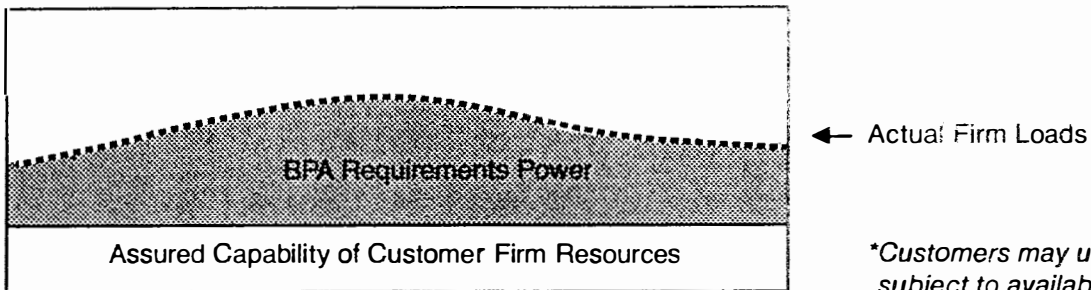 Actual Firm Loads
BPA Requirements Power
Assured Capability of Customer Firm Resources
*Customers may u
subject to availab